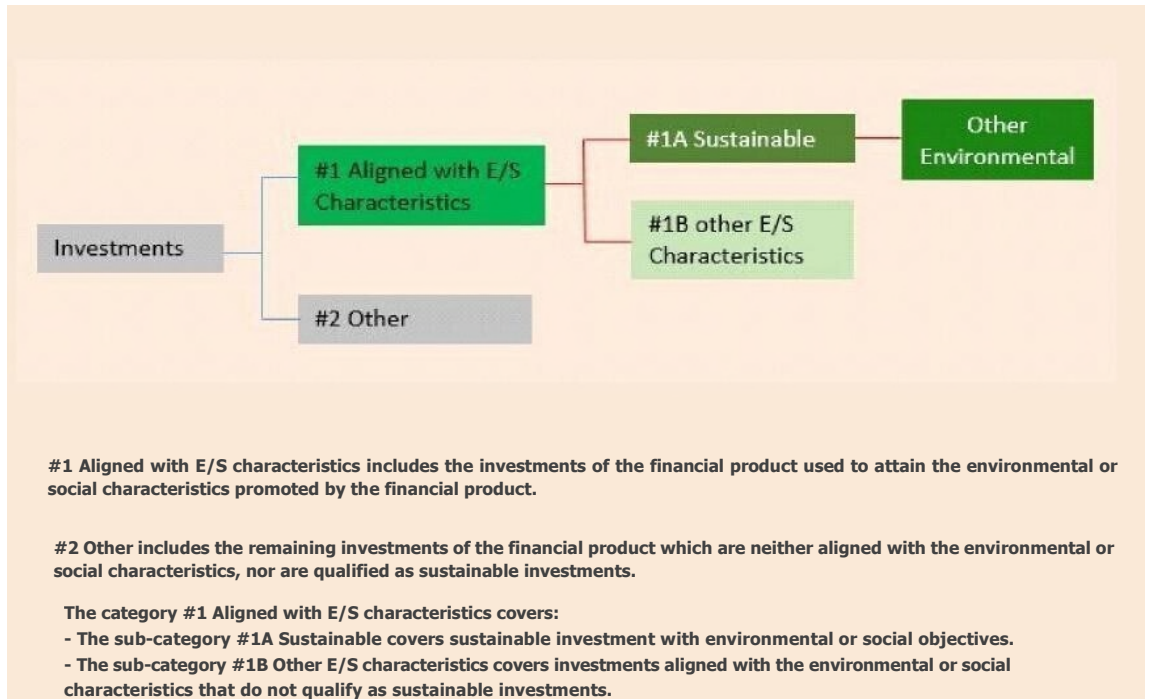 Other
Environmental
#1A Sustainable
#1 Aligned with E/S
Characteristics
#1B other E/S
Characteristics
Investments
#2 Other
#1 Aligned with E/S characteristics includes the investments of the financial product used to attain the environmental or
social characteristics promoted by the financial product.
#2 Other includes the remaining investments of the financial product which are neither aligned with the environmental or
social characteristics, nor are qualified as sustainable investments.
The category #1 Aligned with E/S characteristics covers:
- The sub-category #1A Sustainable covers sustainable investment with environmental or social objectives.
- The sub-category #1B Other E/S characteristics covers investments aligned with the environmental or social
characteristics that do not qualify as sustainable investments.